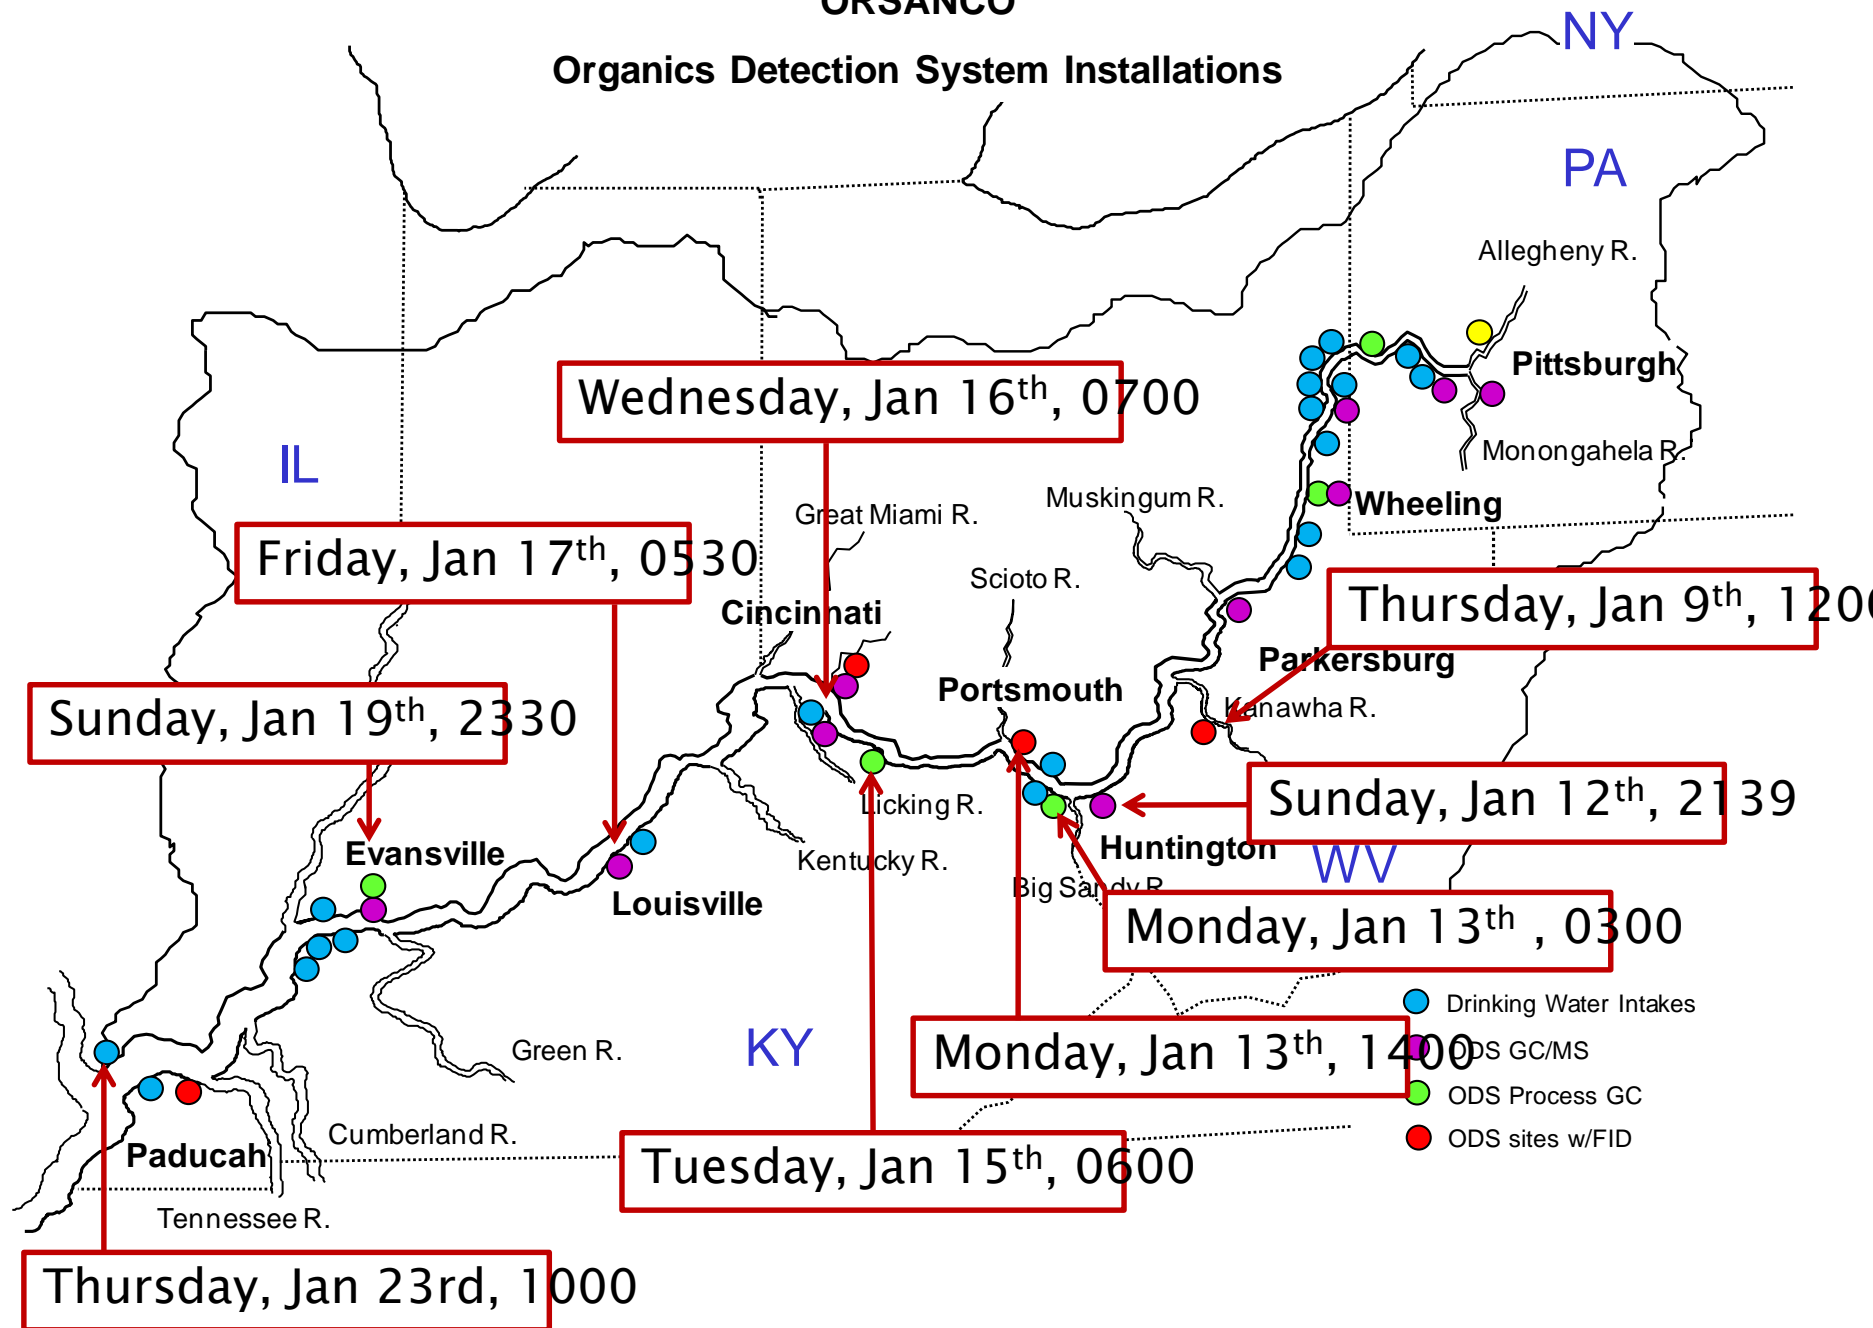 ORSANCO
Organics Detection System Installations
NY
PA
Allegheny R.
Pittsburgh
Wednesday, Jan 16th, 0700
Monongahela R.
IL
Muskingum R.
Wheeling
Great Miami R.
Friday, Jan 17th, 0530
Scioto R.
Cincinnati
Thursday, Jan 9th, 1200
Parkersburg
Portsmouth
Kanawha R.
Sunday, Jan 19th, 2330
Licking R.
Sunday, Jan 12th, 2139
Evansville
Kentucky R.
Huntington
WV
Big Sandy R.
Louisville
Monday, Jan 13th , 0300
Drinking Water Intakes
Green R.
KY
Monday, Jan 13th, 1400
ODS GC/MS
ODS Process GC
Cumberland R.
ODS sites w/FID
Paducah
Tuesday, Jan 15th, 0600
Tennessee R.
Thursday, Jan 23rd, 1000